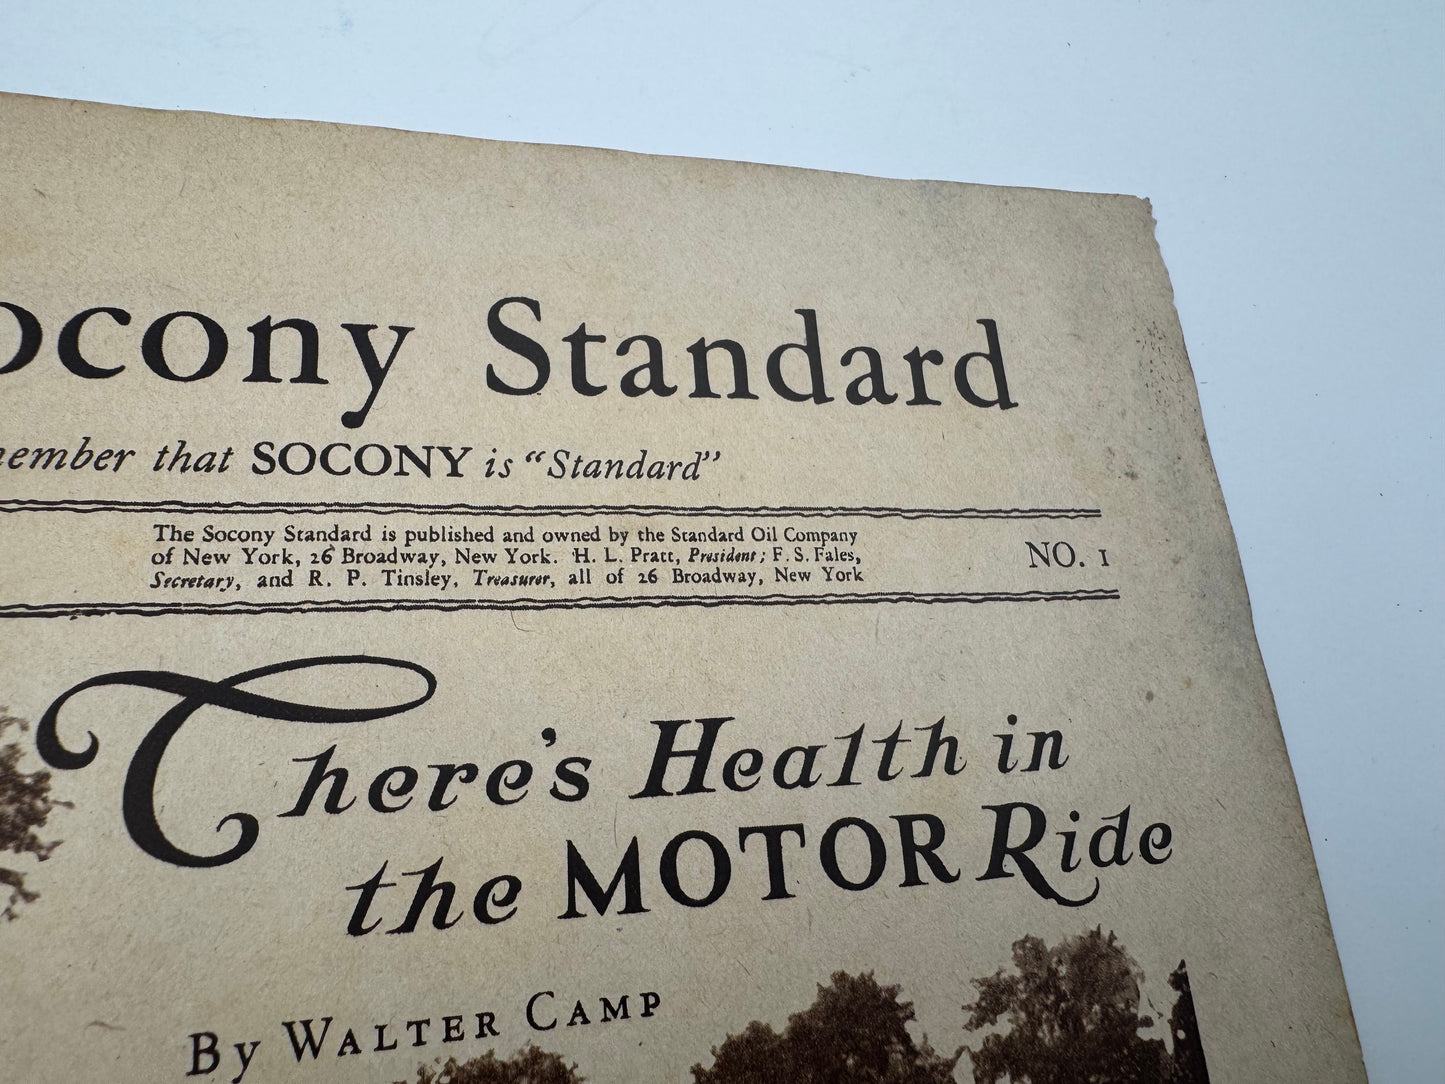 ocony Standard
member that SOCONY is "Standard"
The Socony Standard is published and owned by the Standard Oil Company
of New York, 26 Broadway, New York. H. L. Pratt, President; F. S. Fales,
Secretary, and R. P. Tinsley, Treasurer, all of 26 Broadway, New York
NO. 1
There's Health in
the MOTOR Ride
By WALTER CAMP